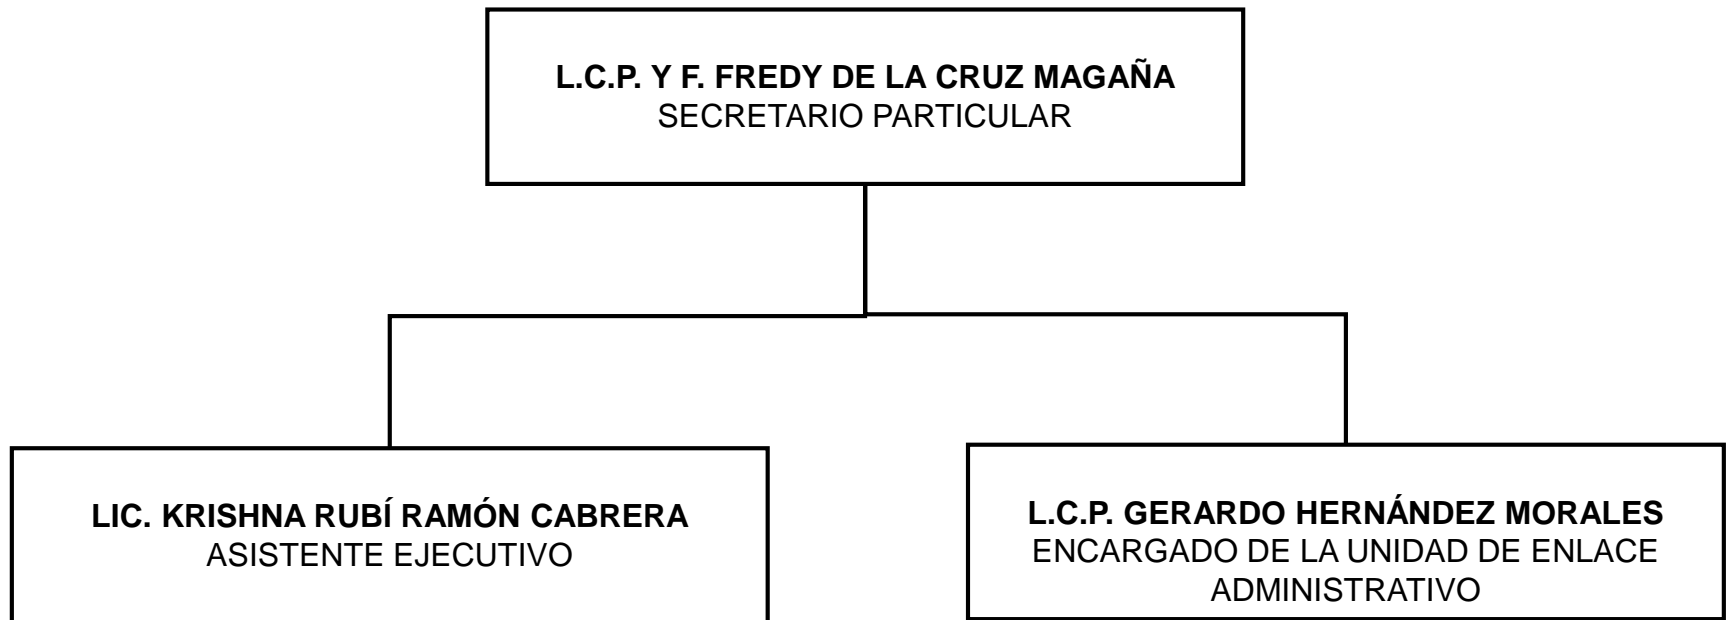 L.C.P. Y F. FREDY DE LA CRUZ MAGAÑA
SECRETARIO PARTICULAR
LIC. KRISHNA RUBÍ RAMÓN CABRERA
ASISTENTE EJECUTIVO
L.C.P. GERARDO HERNÁNDEZ MORALES
ENCARGADO DE LA UNIDAD DE ENLACE
ADMINISTRATIVO